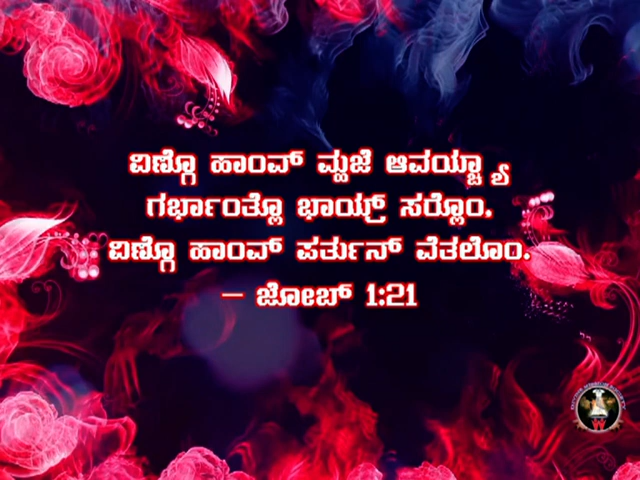 ವಿಣ್ಗೊ ಹಾಂವ್ ಮ್ಹಜೆ ಆವಯ್ಚ್ಯಾ
ಗರ್ಭಾಂತ್ಲೊ ಭಾಯ್ರ್ ಸರ್ಲೊಂ,
ವಿಣ್ಗೊ ಹಾಂವ್ ಪರ್ತುನ್ ವೆತಲೊಂ.
– ಜೋಬ್ 1:21